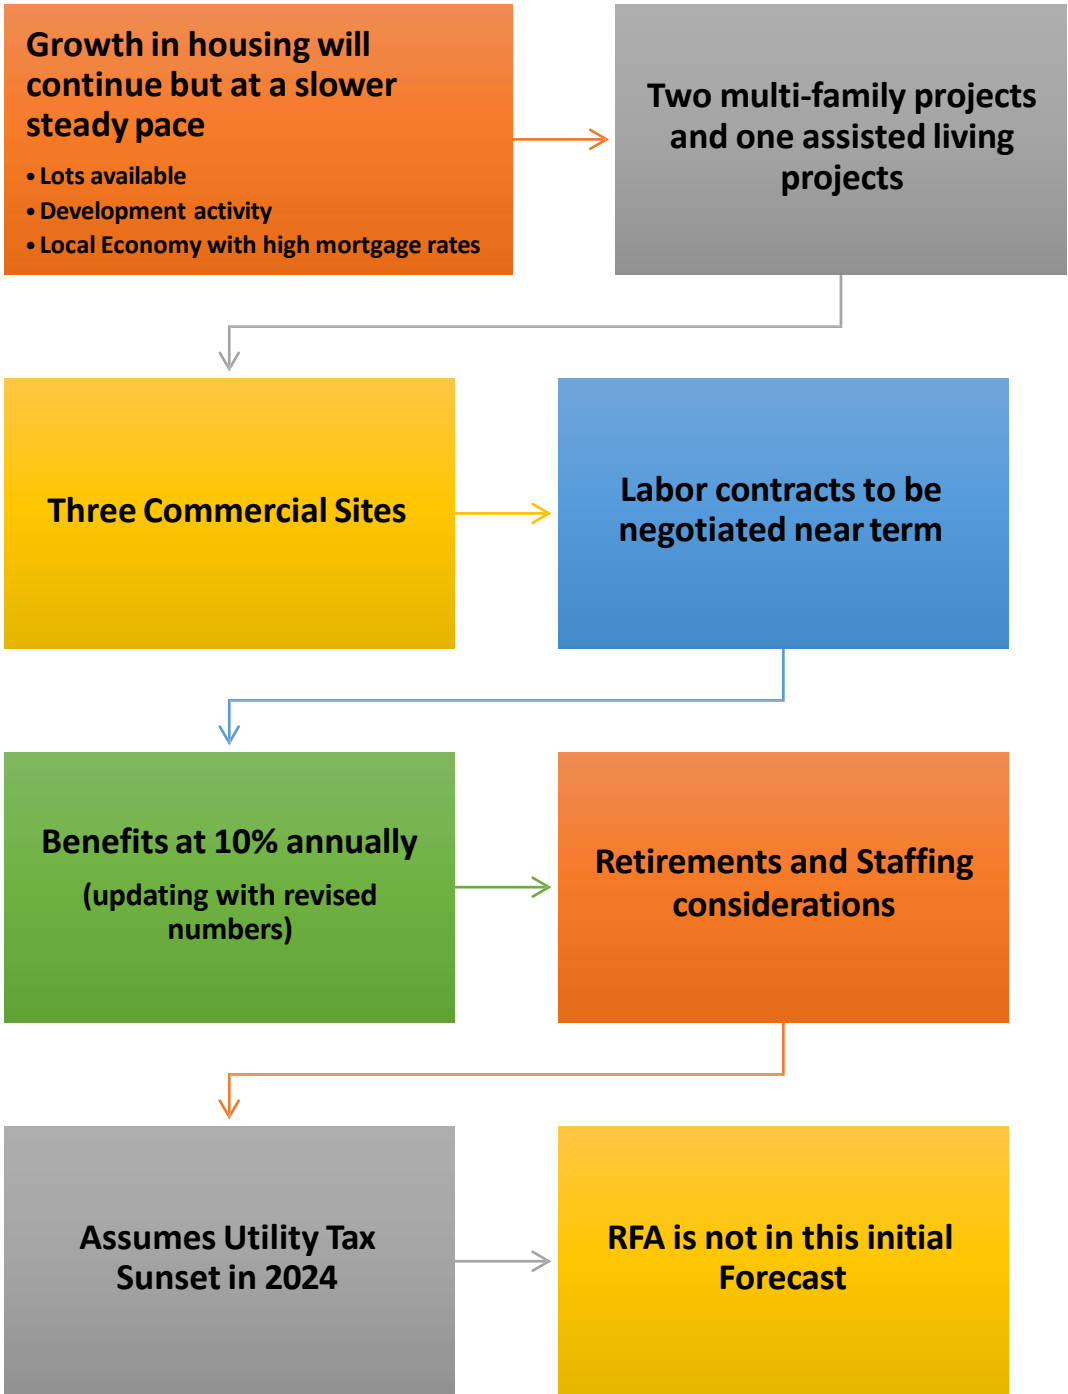 Growth in housing will
continue but at a slower
steady pace
• Lots available
• Development activity
• Local Economy with high mortgage rates
Two multi-family projects
and one assisted living
projects
Three Commercial Sites
Labor contracts to be
negotiated near term
Benefits at 10% annually
(updating with revised
numbers)
Retirements and Staffing
considerations
Assumes Utility Tax
Sunset in 2024
RFA is not in this initial
Forecast